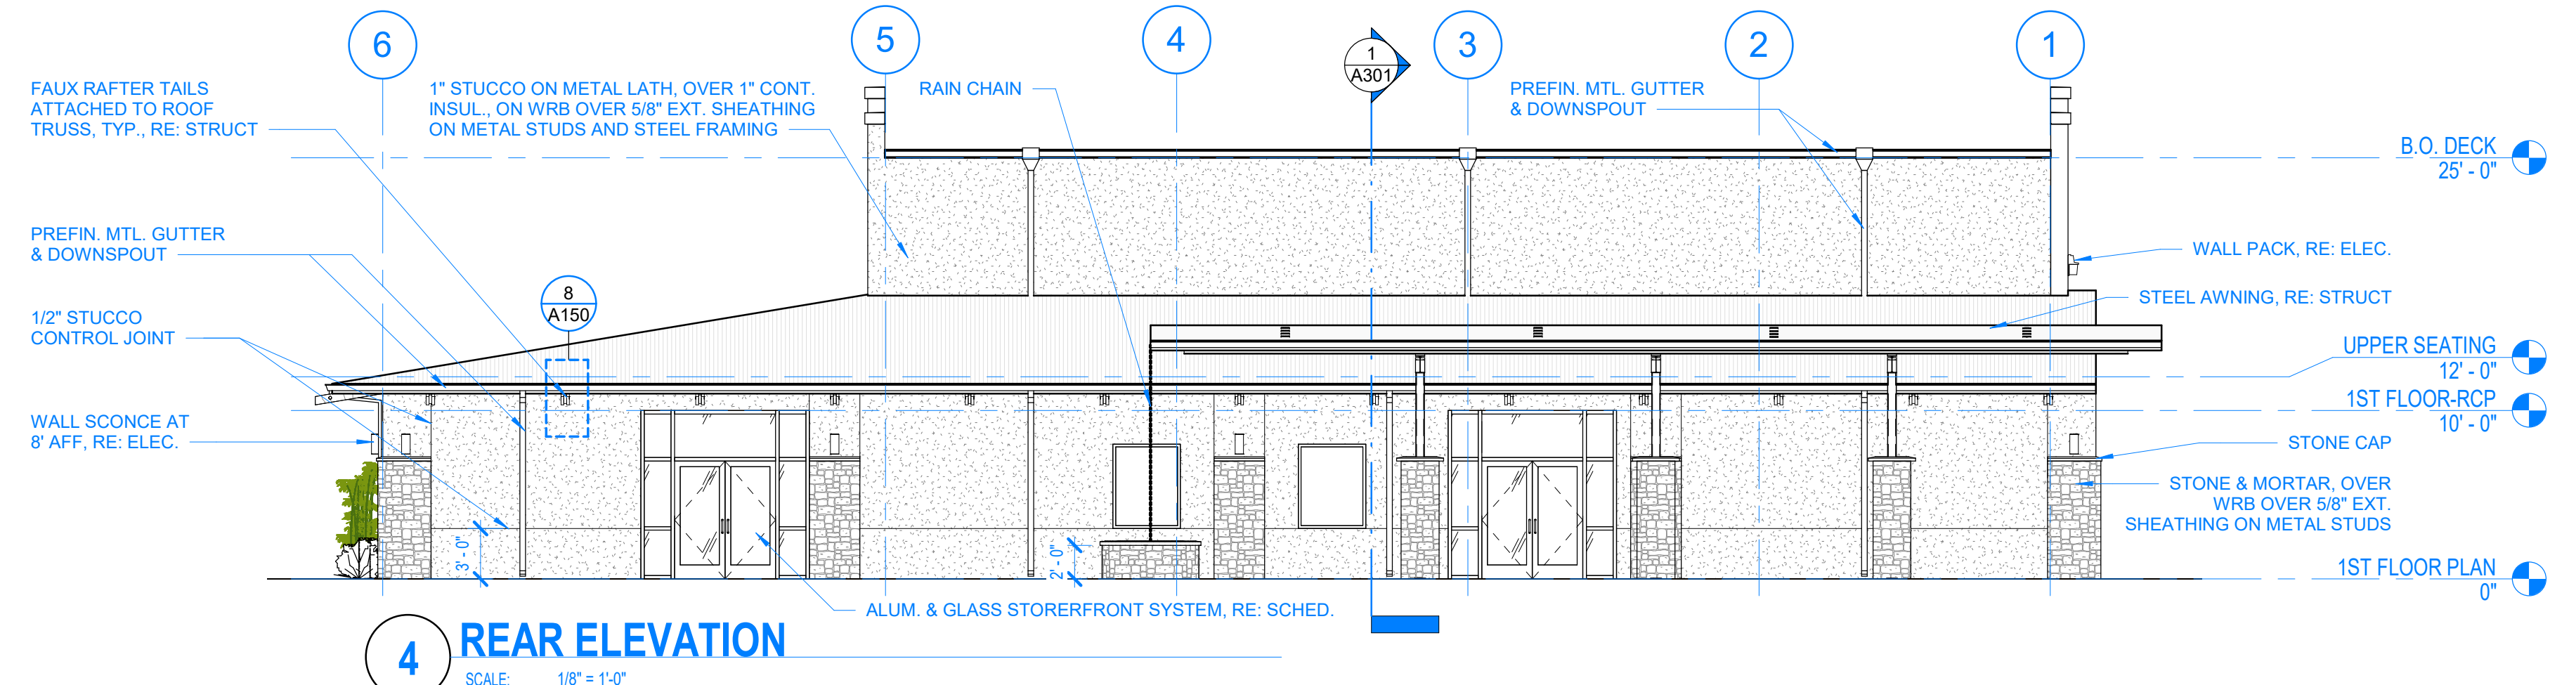 6
5
4
3
2
1
1
A301
FAUX RAFTER TAILS
ATTACHED TO ROOF
TRUSS, TYP., RE: STRUCT
1" STUCCO ON METAL LATH, OVER 1" CONT.
INSUL., ON WRB OVER 5/8" EXT. SHEATHING
ON METAL STUDS AND STEEL FRAMING
RAIN CHAIN
PREFIN. MTL. GUTTER
& DOWNSPOUT
B.O. DECK
25' - 0"
PREFIN. MTL. GUTTER
& DOWNSPOUT
WALL PACK, RE: ELEC.
8
A150
STEEL AWNING, RE: STRUCT
1/2" STUCCO
CONTROL JOINT
UPPER SEATING
12' - 0"
WALL SCONCE AT
8' AFF, RE: ELEC.
1ST FLOOR-RCP
10' - 0"
STONE CAP
STONE & MORTAR, OVER
WRB OVER 5/8" EXT.
SHEATHING ON METAL STUDS
3' - 0"
2' - 0"
1ST FLOOR PLAN
0"
ALUM. & GLASS STORERFRONT SYSTEM, RE: SCHED.
4
REAR ELEVATION
SCALE: 1/8" = 1'-0"